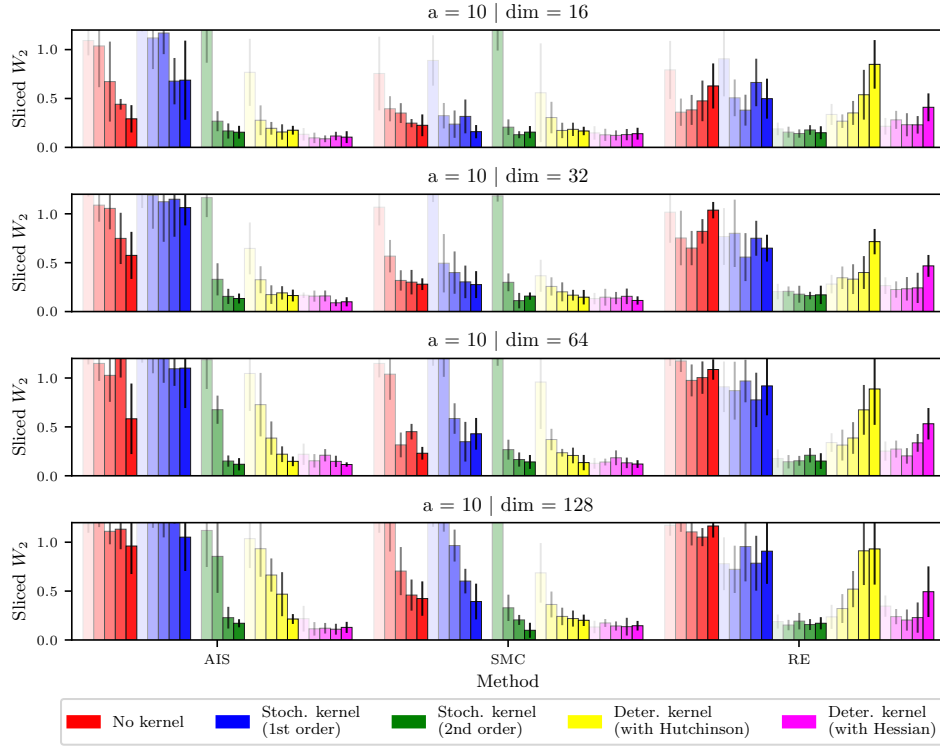 a = 10 | dim = 16
Sliced W2
1.0
0.5
0.0
a = 10 | dim = 32
Sliced W2
1.0
0.5
0.0
a = 10 | dim = 64
Sliced W2
1.0
0.5
0.0
a = 10 | dim = 128
Sliced W2
1.0
0.5
0.0
AIS
SMC
RE
Method
No kernel
Stoch. kernel
(1st order)
Stoch. kernel
(2nd order)
Deter. kernel
(with Hutchinson)
Deter. kernel
(with Hessian)